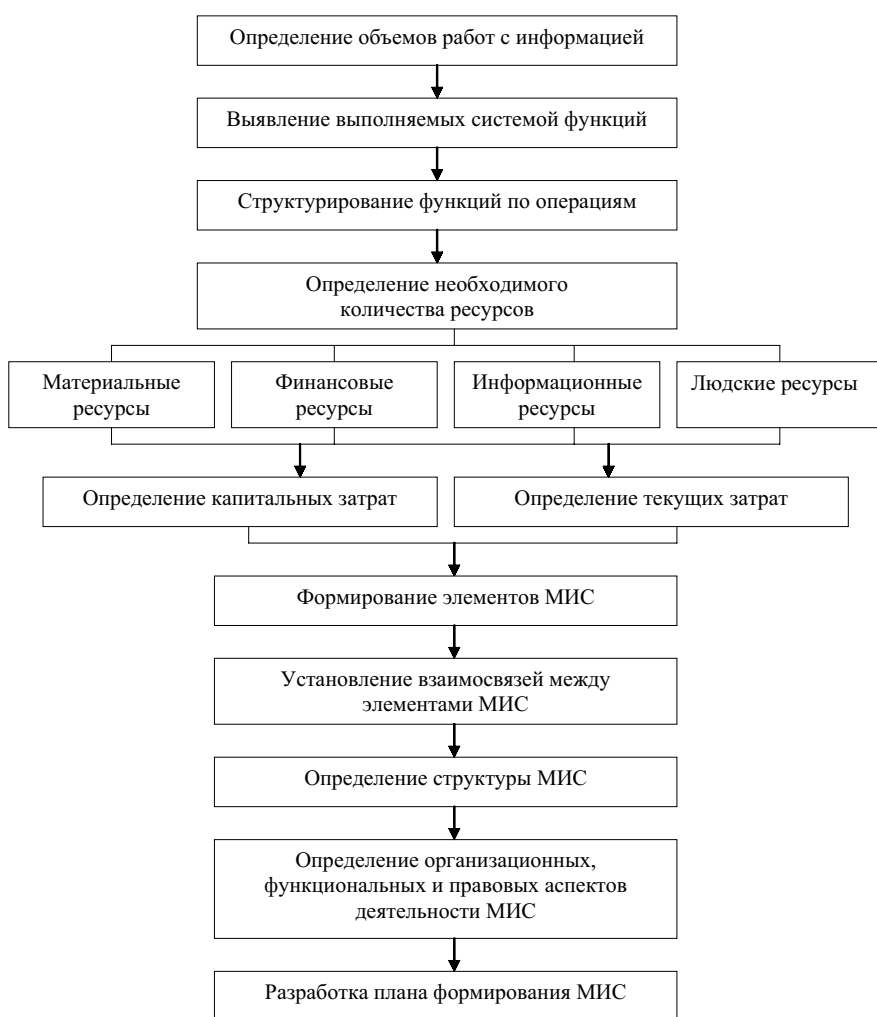 Определение объемов работ с информацией
Выявление выполняемых системой функций
Структурирование функций по операциям
Определение необходимого
количества ресурсов
Материальные
ресурсы
Финансовые
ресурсы
Информационные
ресурсы
Людские ресурсы
Определение капитальных затрат
Определение текущих затрат
Формирование элементов МИС
Установление взаимосвязей между
элементами МИС
Определение структуры МИС
Определение организационных,
функциональных и правовых аспектов
деятельности МИС
Разработка плана формирования МИС